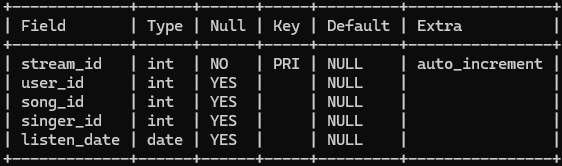 +-------------+------+------+-----+---------+----------------+
| Field       | Type | Null | Key | Default | Extra          |
+-------------+------+------+-----+---------+----------------+
| stream_id   | int  | NO   | PRI | NULL    | auto_increment |
| user_id     | int  | YES  |     | NULL    |                |
| song_id     | int  | YES  |     | NULL    |                |
| singer_id   | int  | YES  |     | NULL    |                |
| listen_date | date | YES  |     | NULL    |                |
+-------------+------+------+-----+---------+----------------+